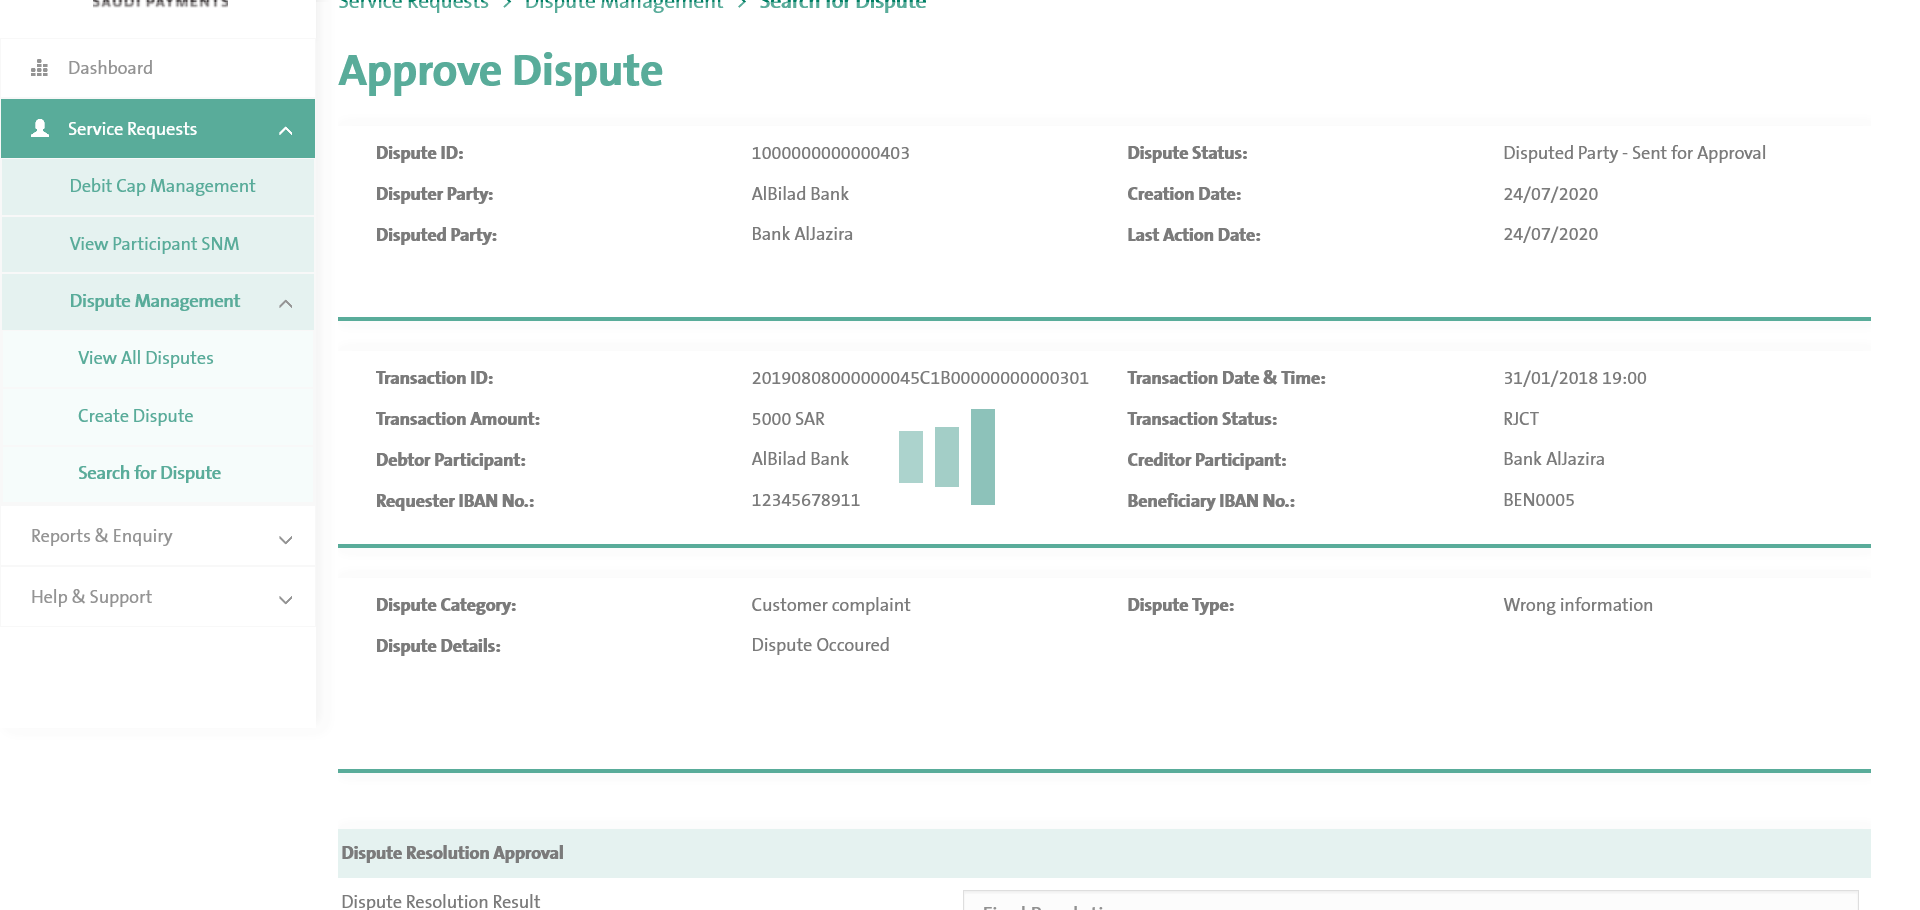 SAUDI PAYMENTS
Service Requests > Dispute Management > Search for Dispute
Dashboard
Service Requests
Debit Cap Management
View Participant SNM
Dispute Management
View All Disputes
Create Dispute
Search for Dispute
Reports & Enquiry
Help & Support
Approve Dispute
Dispute ID: 1000000000000403 Dispute Status: Disputed Party - Sent for Approval
Disputer Party: AlBilad Bank Creation Date: 24/07/2020
Disputed Party: Bank AlJazira Last Action Date: 24/07/2020
Transaction ID: 20190808000000045C1B00000000000301 Transaction Date & Time: 31/01/2018 19:00
Transaction Amount: 5000 SAR Transaction Status: RJCT
Debtor Participant: AlBilad Bank Creditor Participant: Bank AlJazira
Requester IBAN No.: 12345678911 Beneficiary IBAN No.: BEN0005
Dispute Category: Customer complaint Dispute Type: Wrong information
Dispute Details: Dispute Occoured
Dispute Resolution Approval
Dispute Resolution Result